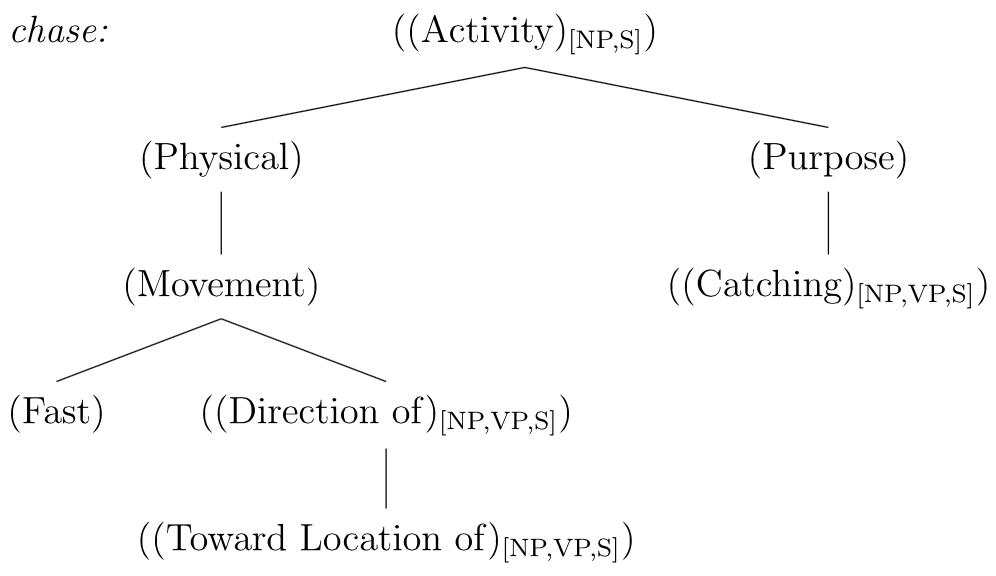 chase: ((Activity)[NP,S])
(Physical) (Purpose)
(Movement) ((Catching)[NP,VP,S])
(Fast) ((Direction of)[NP,VP,S])
((Toward Location of)[NP,VP,S])